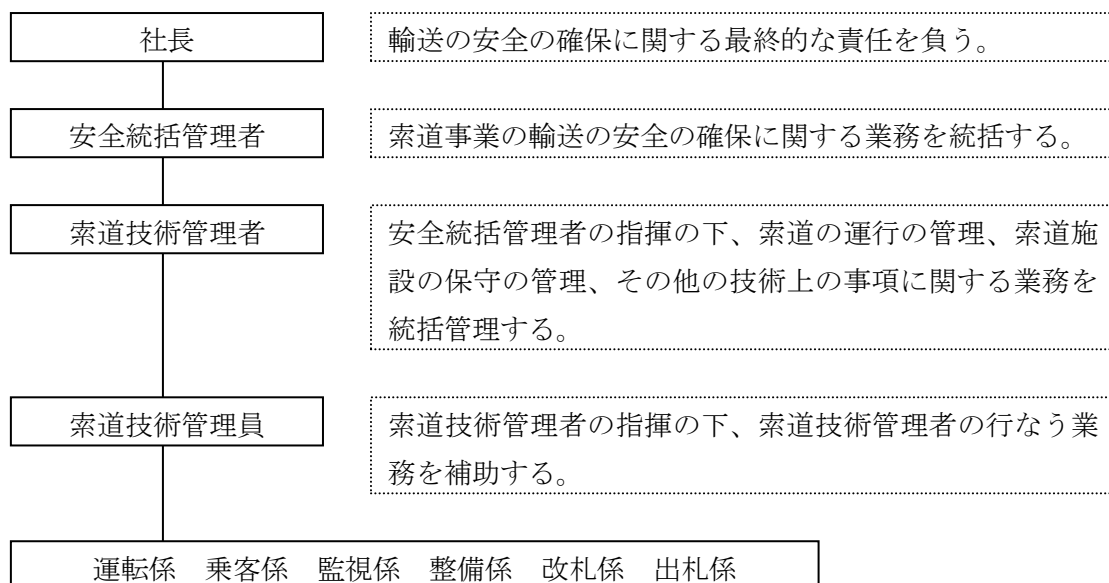 社長
輸送の安全の確保に関する最終的な責任を負う。
安全統括管理者
索道事業の輸送の安全の確保に関する業務を統括する。
索道技術管理者
安全統括管理者の指揮の下、索道の運行の管理、索道施
設の保守の管理、その他の技術上の事項に関する業務を
統括管理する。
索道技術管理員
索道技術管理者の指揮の下、索道技術管理者の行なう業
務を補助する。
運転係　乗客係　監視係　整備係　改札係　出札係